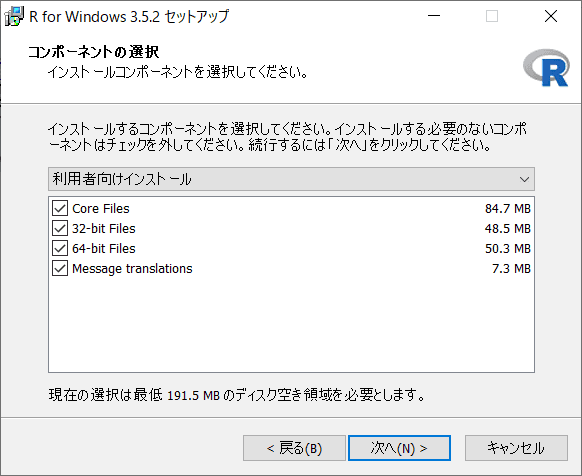 R for Windows 3.5.2 セットアップ
コンポーネントの選択
インストールコンポーネントを選択してください。
R
インストールするコンポーネントを選択してください。インストールする必要のないコンポ
ーネントはチェックを外してください。続行するには「次へ」をクリックしてください。
利用者向けインストール
Core Files 84.7 MB
32-bit Files 48.5 MB
64-bit Files 50.3 MB
Message translations 7.3 MB
現在の選択は最低 191.5 MB のディスク空き領域を必要とします。
< 戻る(B) 次へ(N) > キャンセル